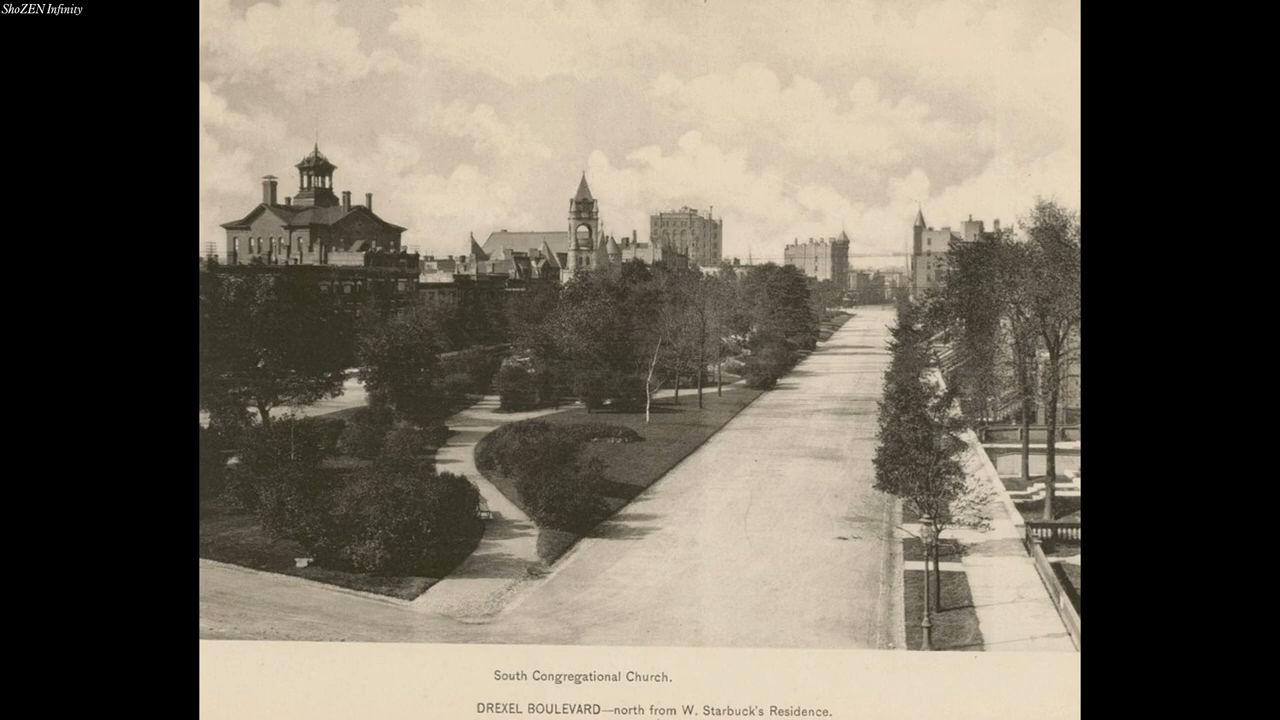 ShoZEN Infinity
South Congregational Church.
DREXEL BOULEVARD—north from W. Starbuck's Residence.